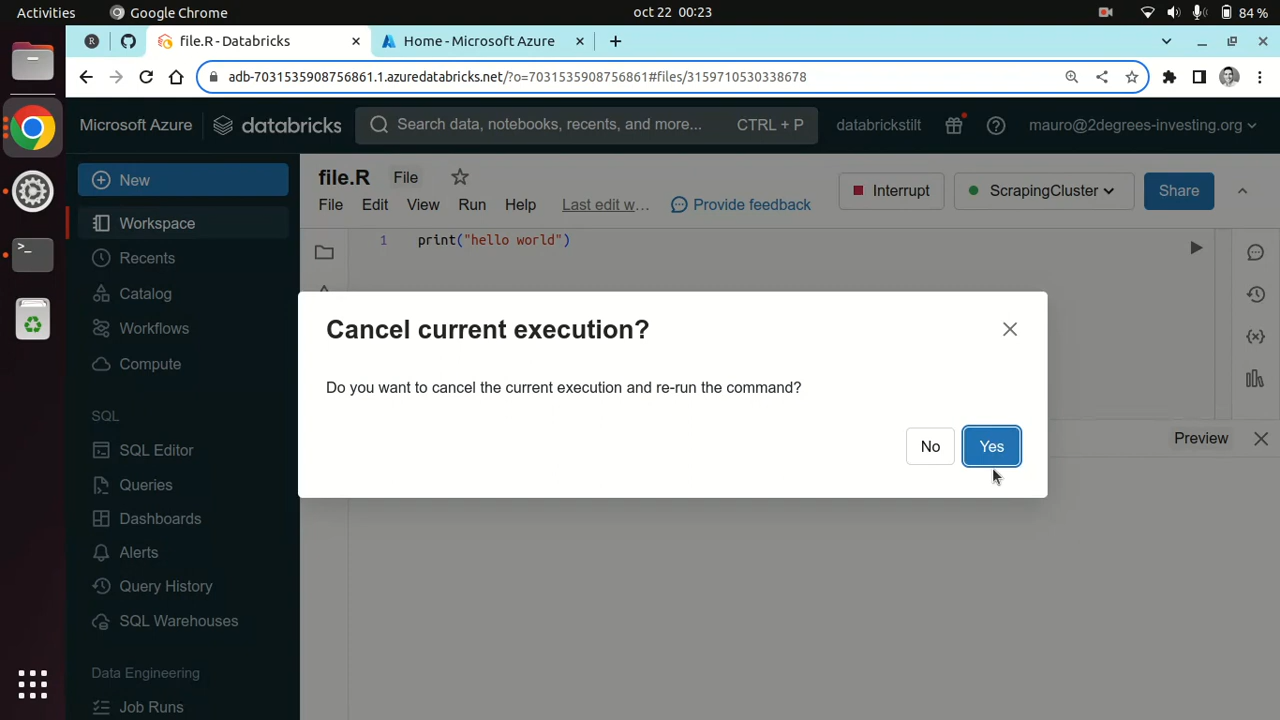 Activities
Google Chrome
oct 22 00:23
84 %
file.R - Databricks
Home - Microsoft Azure
adb-7031535908756861.1.azuredatabricks.net/?o=7031535908756861#files/3159710530338678
Microsoft Azure
databricks
Search data, notebooks, recents, and more...
CTRL + P
databrickstilt
mauro@2degrees-investing.org
New
Workspace
Recents
Catalog
Workflows
Compute
SQL
SQL Editor
Queries
Dashboards
Alerts
Query History
SQL Warehouses
Data Engineering
Job Runs
file.R
File
File
Edit
View
Run
Help
Last edit w…
Provide feedback
Interrupt
ScrapingCluster
Share
1
print("hello world")
Cancel current execution?
Do you want to cancel the current execution and re-run the command?
No
Yes
Preview